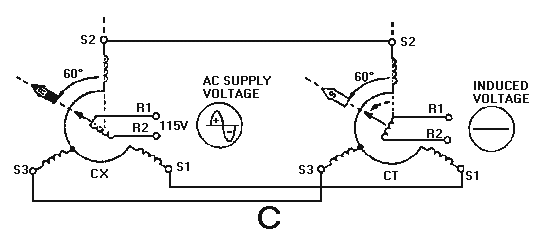 S2
S2
60°
60°
AC SUPPLY
VOLTAGE
INDUCED
VOLTAGE
R1
115V
R2
+
−
R1
R2
S3
CX
S1
S3
CT
S1
C